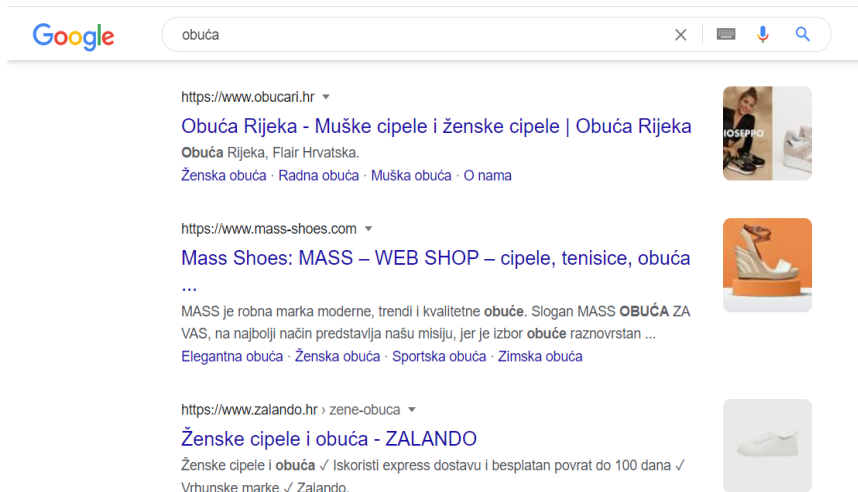 Google
obuća
https://www.obucari.hr
Obuća Rijeka - Muške cipele i ženske cipele | Obuća Rijeka
Obuća Rijeka, Flair Hrvatska.
Ženska obuća · Radna obuća · Muška obuća · O nama
IOSEPPO
https://www.mass-shoes.com
Mass Shoes: MASS – WEB SHOP – cipele, tenisice, obuća
...
MASS je robna marka moderne, trendi i kvalitetne obuće. Slogan MASS OBUĆA ZA
VAS, na najbolji način predstavlja našu misiju, jer je izbor obuće raznovrstan ...
Elegantna obuća · Ženska obuća · Sportska obuća · Zimska obuća
https://www.zalando.hr › zene-obuca
Ženske cipele i obuća - ZALANDO
Ženske cipele i obuća √ Iskoristi express dostavu i besplatan povrat do 100 dana √
Vrhunske marke √ Zalando.